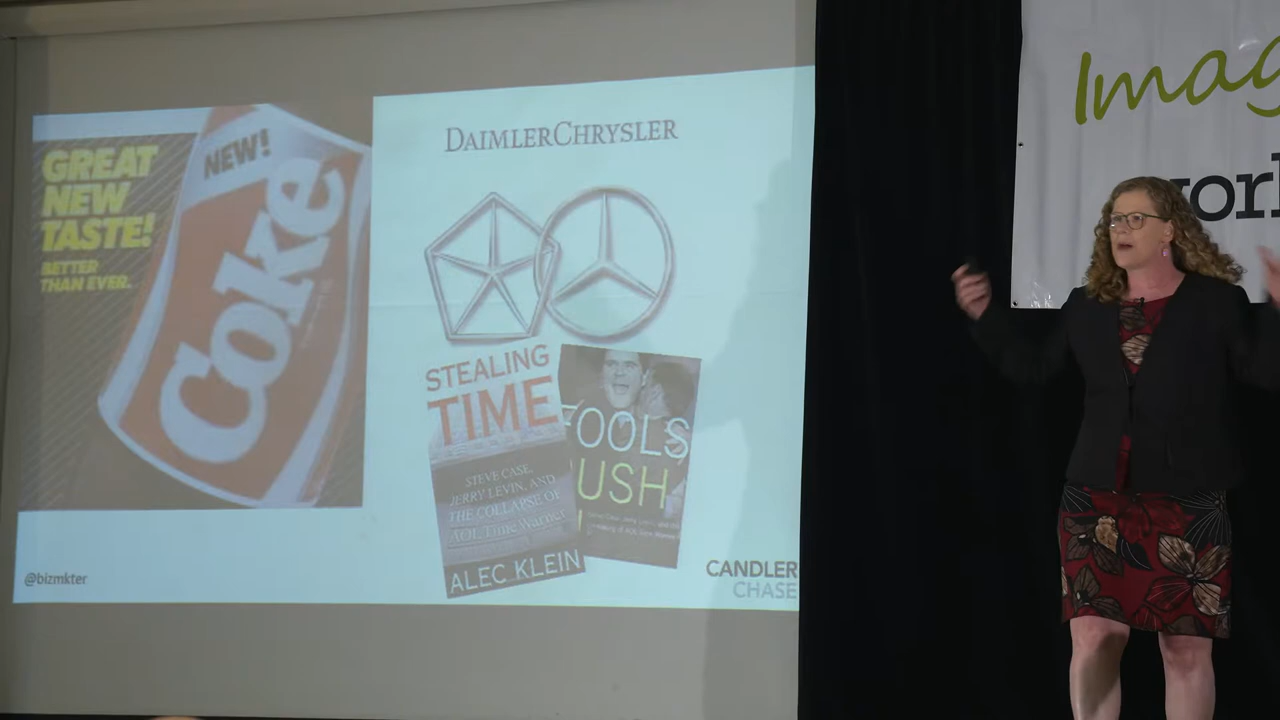 GREAT
NEW
TASTE!
BETTER
THAN EVER.
NEW!
Coke
DAIMLERCHRYSLER
STEALING
TIME
STEVE CASE,
JERRY LEVIN, AND
THE COLLAPSE OF
AOL Time Warner
ALEC KLEIN
FOOLS
USH
@bizmkter
CANDLER
CHASE
Imag
work